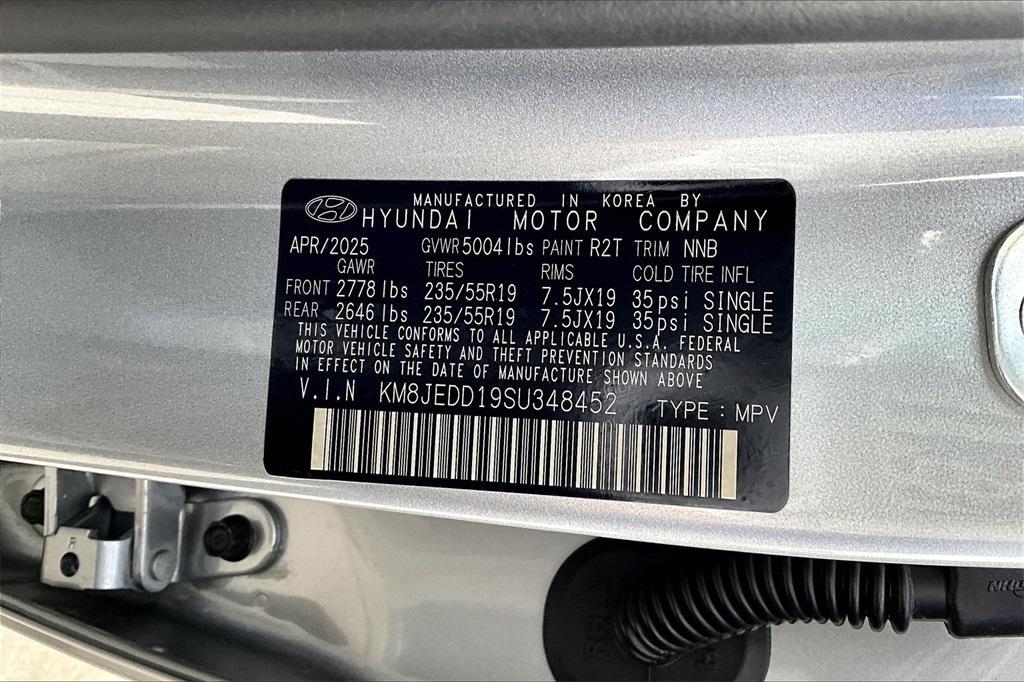 MANUFACTURED IN KOREA BY
HYUNDAI MOTOR COMPANY
APR/2025 GVWR 5004 lbs PAINT R2T TRIM NNB
GAWR TIRES RIMS COLD TIRE INFL
FRONT 2778 lbs 235/55R19 7.5JX19 35psi SINGLE
REAR 2646 lbs 235/55R19 7.5JX19 35psi SINGLE
THIS VEHICLE CONFORMS TO ALL APPLICABLE U.S.A. FEDERAL
MOTOR VEHICLE SAFETY AND THEFT PREVENTION STANDARDS
IN EFFECT ON THE DATE OF MANUFACTURE SHOWN ABOVE
V.I.N KM8JEDD19SU348452 TYPE : MPV
R